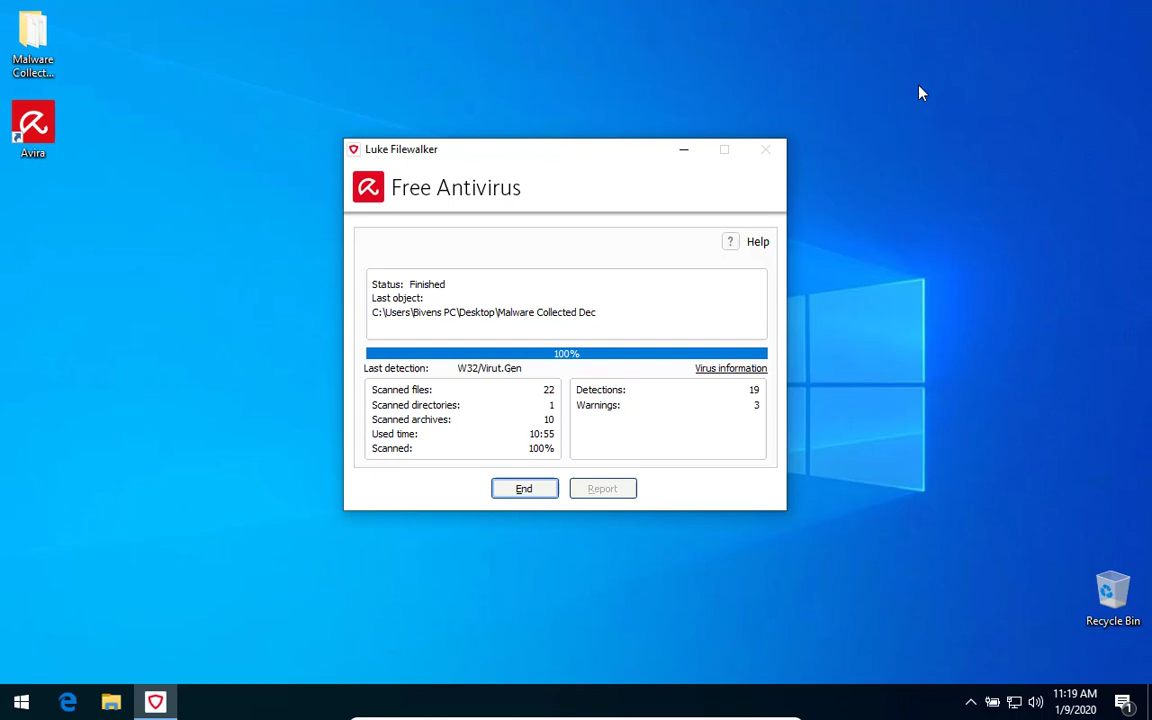 Malware
Collect...
Avira
Luke Filewalker
Free Antivirus
? Help
Status: Finished
Last object:
C:\Users\Bivens PC\Desktop\Malware Collected Dec
100%
Last detection: W32/Virut.Gen Virus information
Scanned files: 22
Scanned directories: 1
Scanned archives: 10
Used time: 10:55
Scanned: 100%
Detections: 19
Warnings: 3
End Report
Recycle Bin
11:19 AM
1/9/2020
1